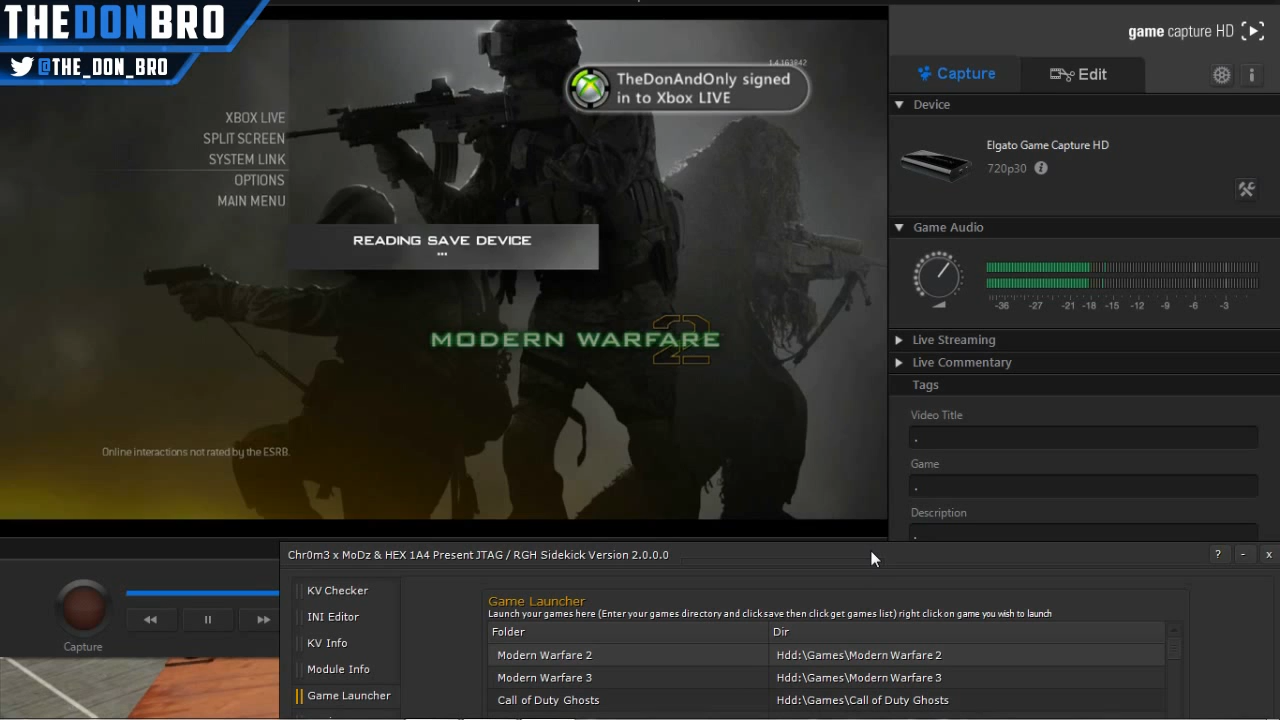 THEDONBRO
@THE_DON_BRO
1.4.163842
TheDonAndOnly signed
in to Xbox LIVE
XBOX LIVE
SPLIT SCREEN
SYSTEM LINK
OPTIONS
MAIN MENU
READING SAVE DEVICE
...
MODERN WARFARE
2
Online interactions not rated by the ESRB.
game capture HD
Capture
Edit
Device
Elgato Game Capture HD
720p30
Game Audio
-36 -27 -21 -18 -15 -12 -9 -6 -3
Live Streaming
Live Commentary
Tags
Video Title
.
Game
.
Description
.
Capture
Chr0m3 x MoDz & HEX 1A4 Present JTAG / RGH Sidekick Version 2.0.0.0
? - x
KV Checker
INI Editor
KV Info
Module Info
Game Launcher
Game Launcher
Launch your games here (Enter your games directory and click save then click get games list) right click on game you wish to launch
Folder Dir
Modern Warfare 2 Hdd:\Games\Modern Warfare 2
Modern Warfare 3 Hdd:\Games\Modern Warfare 3
Call of Duty Ghosts Hdd:\Games\Call of Duty Ghosts